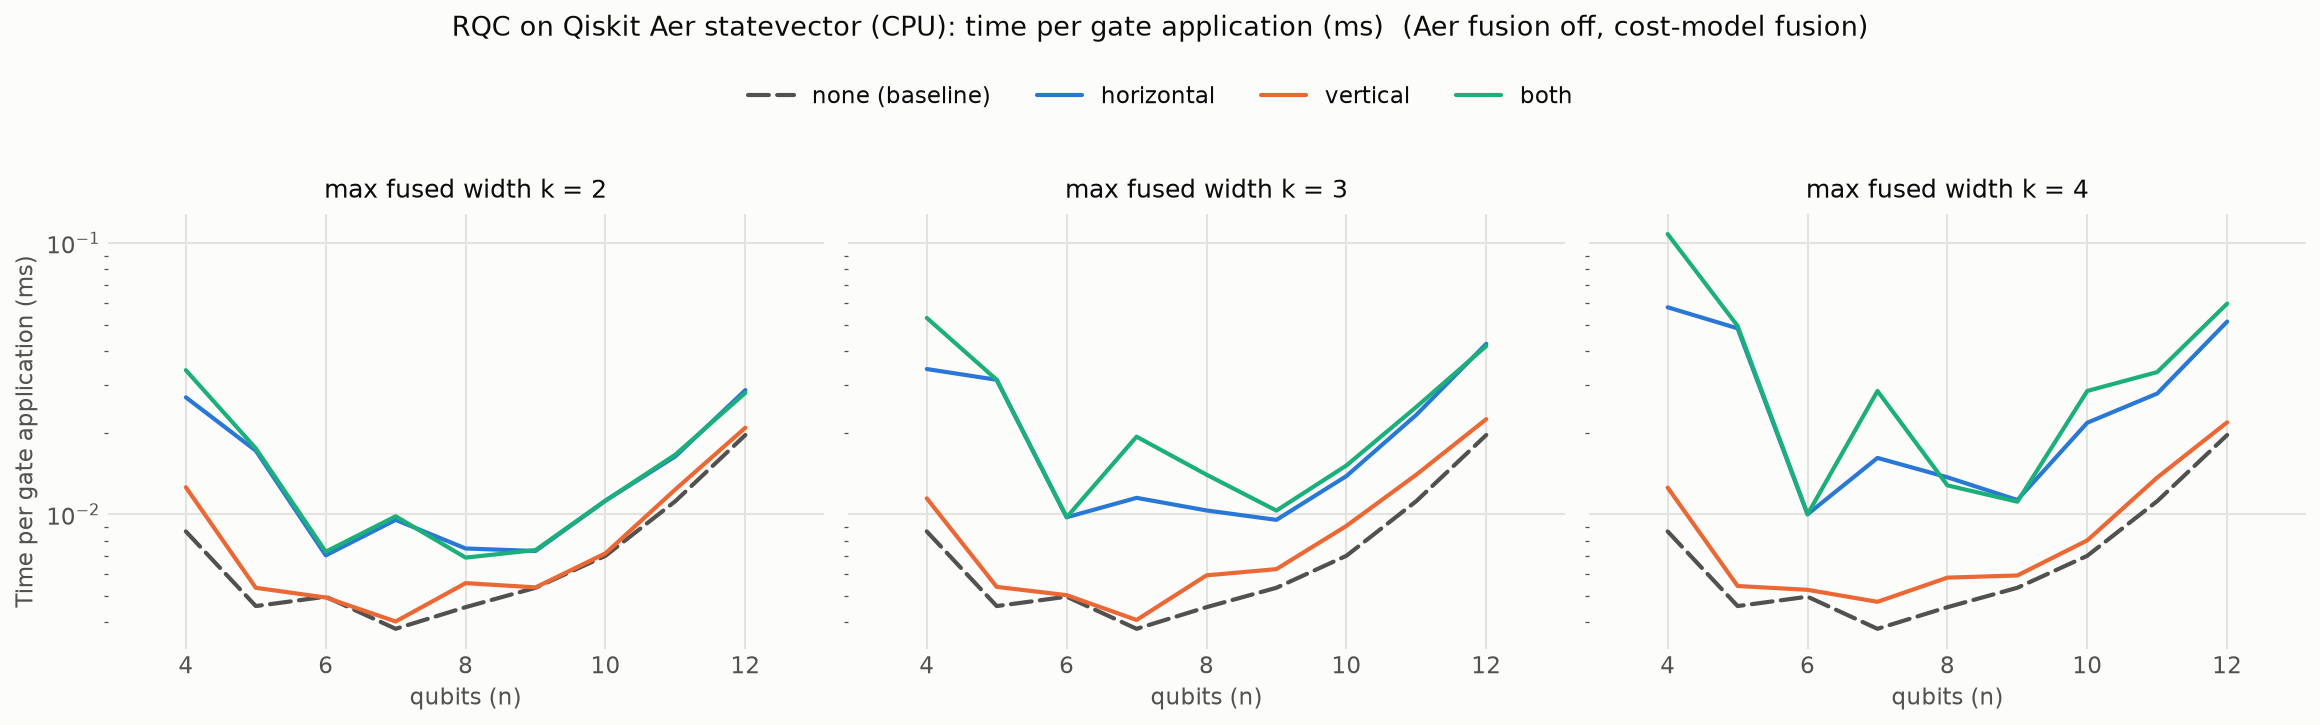 RQC on Qiskit Aer statevector (CPU): time per gate application (ms)  (Aer fusion off, cost-model fusion)
none (baseline) horizontal vertical both
max fused width k = 2
max fused width k = 3
max fused width k = 4
Time per gate application (ms)
10⁻¹
10⁻²
4 6 8 10 12
4 6 8 10 12
4 6 8 10 12
qubits (n)
qubits (n)
qubits (n)